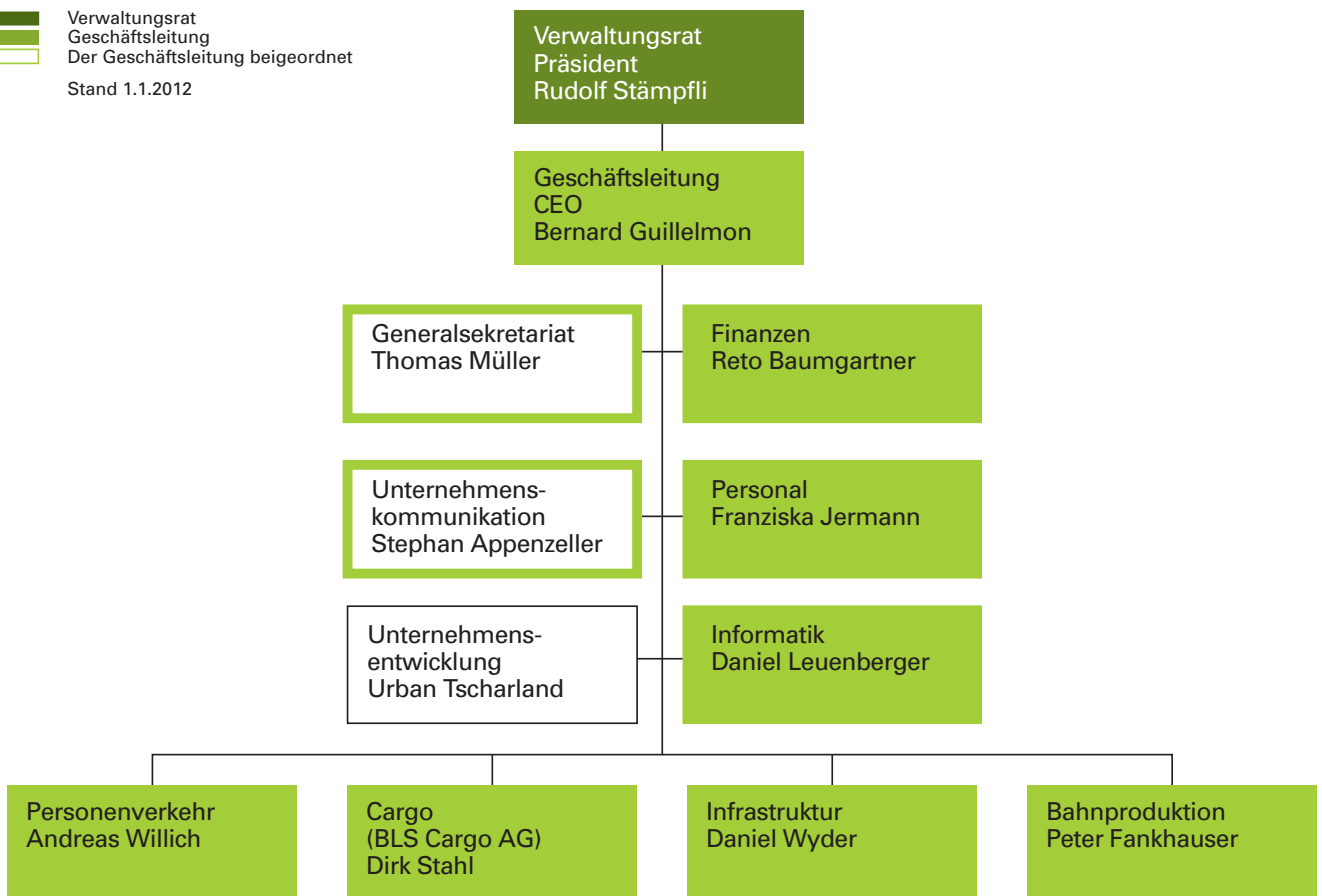 Verwaltungsrat
Geschäftsleitung
Der Geschäftsleitung beigeordnet
Stand 1.1.2012
Verwaltungsrat
Präsident
Rudolf Stämpfli
Geschäftsleitung
CEO
Bernard Guillelmon
Generalsekretariat
Thomas Müller
Finanzen
Reto Baumgartner
Unternehmens-
kommunikation
Stephan Appenzeller
Personal
Franziska Jermann
Unternehmens-
entwicklung
Urban Tscharland
Informatik
Daniel Leuenberger
Personenverkehr
Andreas Willich
Cargo
(BLS Cargo AG)
Dirk Stahl
Infrastruktur
Daniel Wyder
Bahnproduktion
Peter Fankhauser